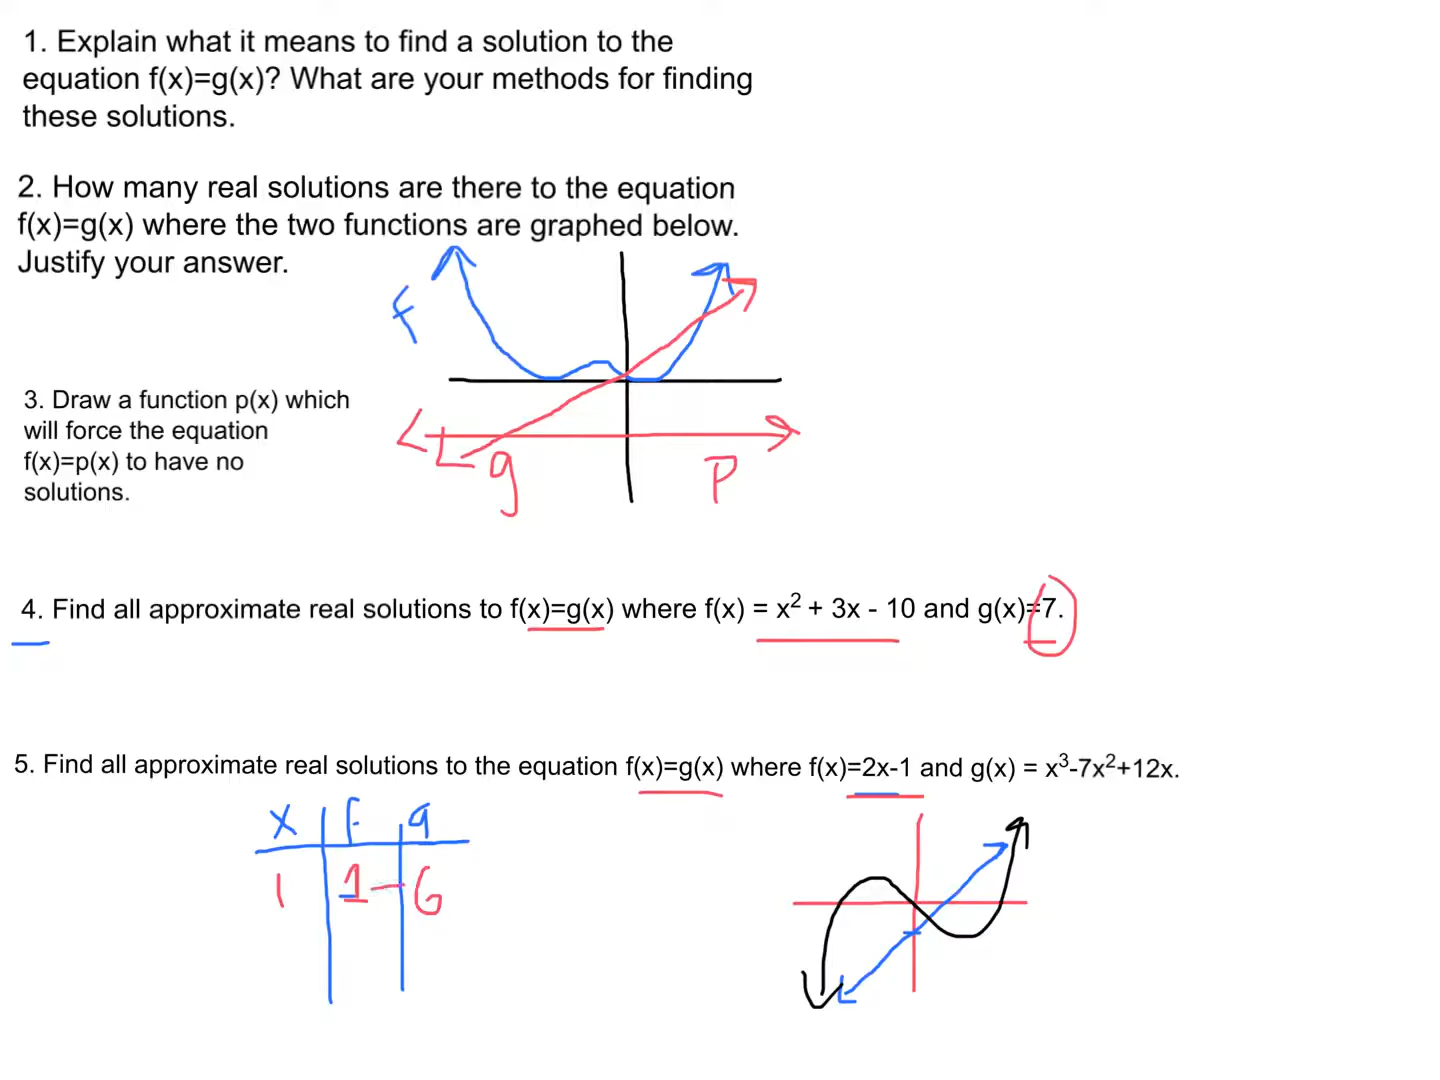 1. Explain what it means to find a solution to the
equation f(x)=g(x)? What are your methods for finding
these solutions.
2. How many real solutions are there to the equation
f(x)=g(x) where the two functions are graphed below.
Justify your answer.
f
3. Draw a function p(x) which
will force the equation
f(x)=p(x) to have no
solutions.
g
P
4. Find all approximate real solutions to f(x)=g(x) where f(x) = x² + 3x - 10 and g(x)=7.
5. Find all approximate real solutions to the equation f(x)=g(x) where f(x)=2x-1 and g(x) = x³-7x²+12x.
X f g
1 1 - 6